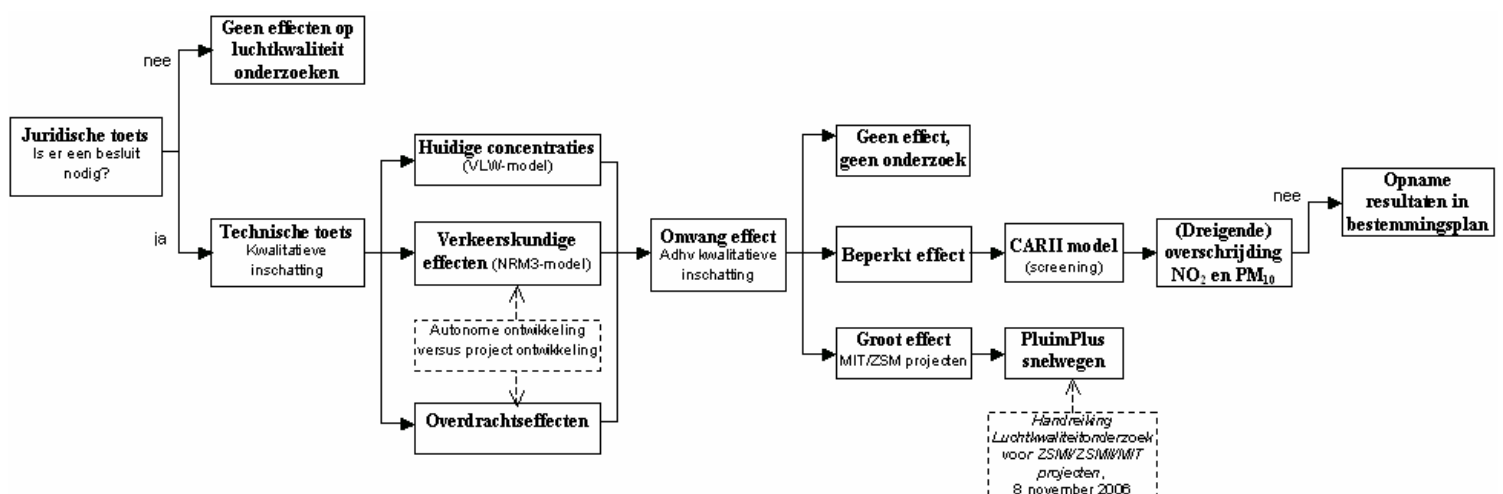 Geen effecten op
luchtkwaliteit
onderzoeken
nee
Juridische toets
Is er een besluit
nodig?
ja
Technische toets
Kwalitatieve
inschatting
Huidige concentraties
(VLW-model)
Verkeerskundige
effecten (NRM3-model)
Autonome ontwikkeling
versus project ontwikkeling
Overdrachtseffecten
Omvang effect
Adhv kwalitatieve
inschatting
Geen effect,
geen onderzoek
Beperkt effect
CARII model
(screening)
(Dreigende)
overschrijding
NO₂ en PM₁₀
nee
Opname
resultaten in
bestemmingsplan
Groot effect
MIT/ZSM projecten
PluimPlus
snelwegen
Handreiking
Luchtkwaliteitonderzoek
voor ZSM/ZSMII/MIT
projecten,
8 november 2006